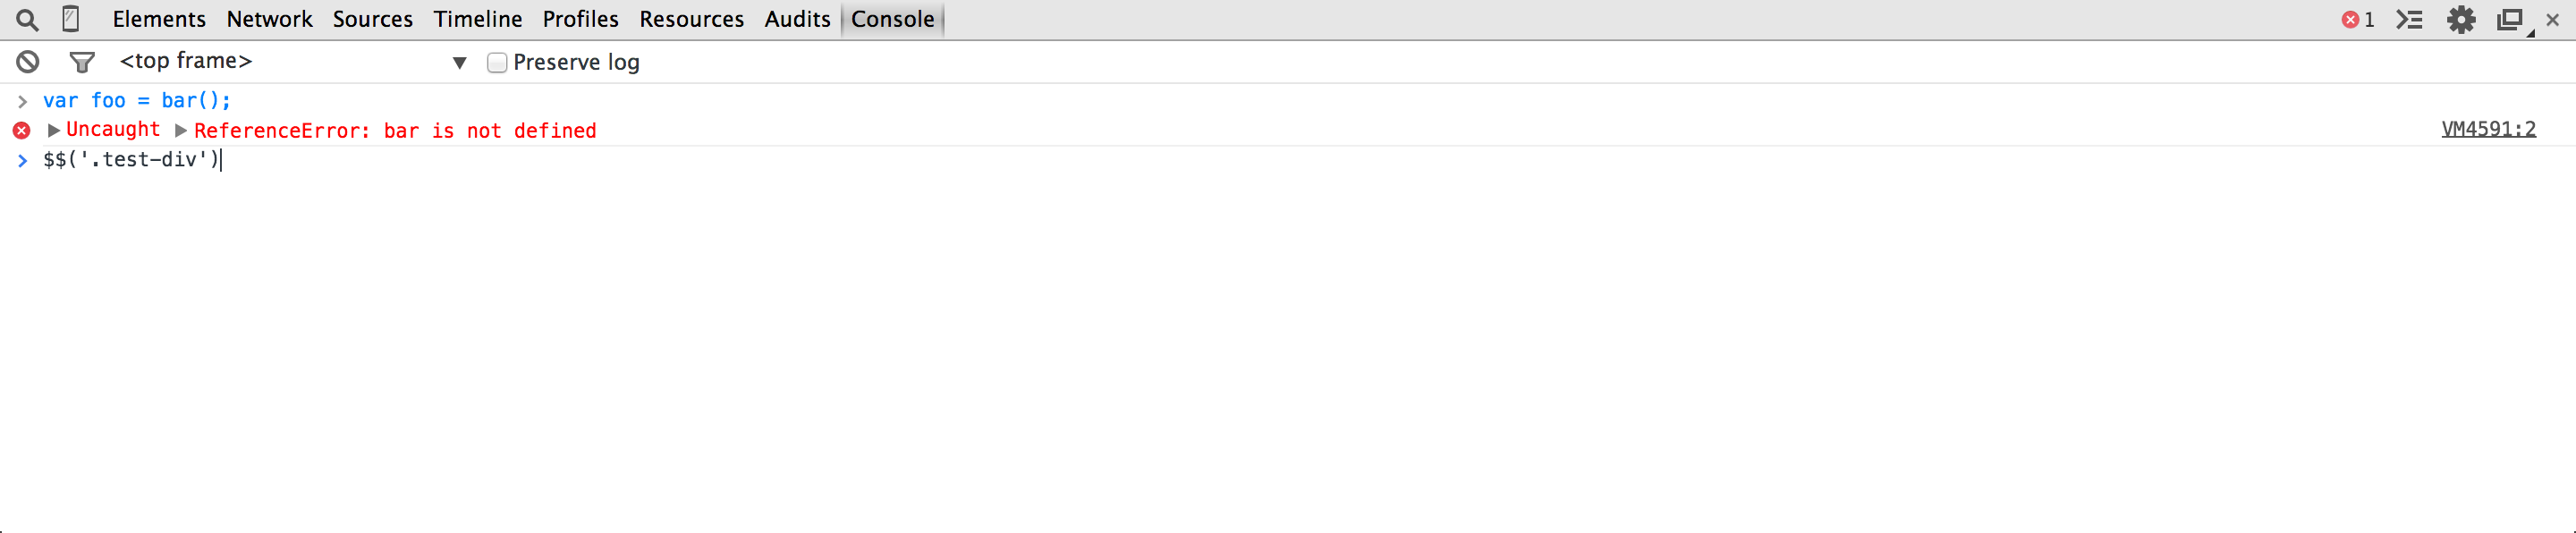 Elements Network Sources Timeline Profiles Resources Audits Console 1
<top frame> Preserve log
var foo = bar();
Uncaught ReferenceError: bar is not defined VM4591:2
$$('.test-div')